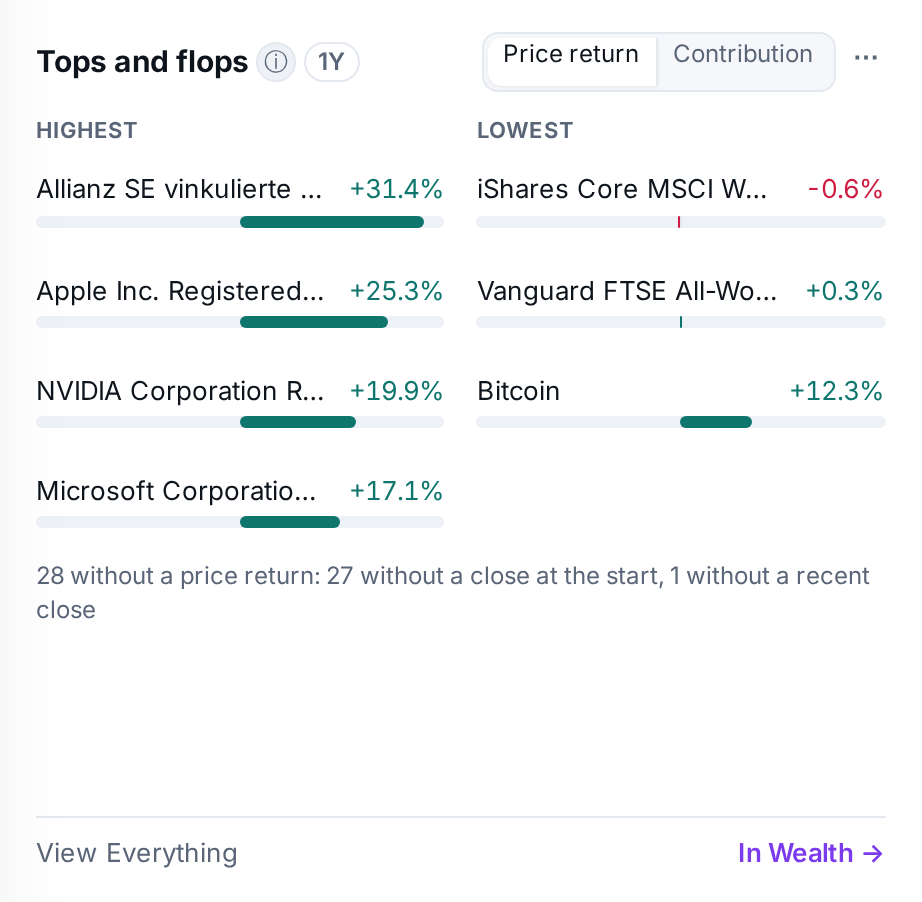 Tops and flops ⓘ 1Y Price return Contribution ...
HIGHEST
Allianz SE vinkulierte ... +31.4%
Apple Inc. Registered... +25.3%
NVIDIA Corporation R... +19.9%
Microsoft Corporatio... +17.1%
LOWEST
iShares Core MSCI W... -0.6%
Vanguard FTSE All-Wo... +0.3%
Bitcoin +12.3%
28 without a price return: 27 without a close at the start, 1 without a recent
close
View Everything In Wealth →